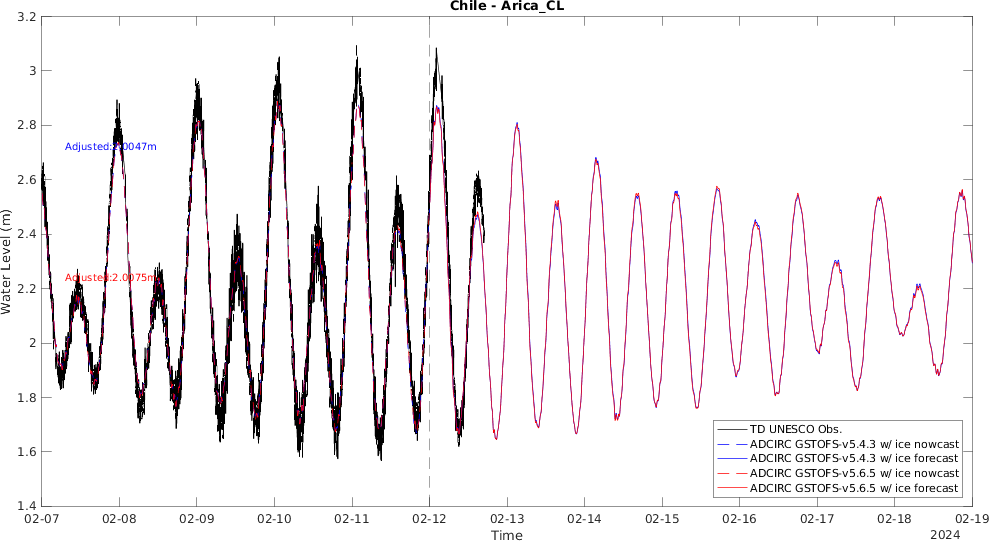 Chile - Arica_CL
3.2
3
2.8
2.6
2.4
2.2
2
1.8
1.6
1.4
Water Level (m)
Adjusted:2.0047m
Adjusted:2.0075m
TD UNESCO Obs.
ADCIRC GSTOFS-v5.4.3 w/ ice nowcast
ADCIRC GSTOFS-v5.4.3 w/ ice forecast
ADCIRC GSTOFS-v5.6.5 w/ ice nowcast
ADCIRC GSTOFS-v5.6.5 w/ ice forecast
02-07 02-08 02-09 02-10 02-11 02-12 02-13 02-14 02-15 02-16 02-17 02-18 02-19
Time
2024